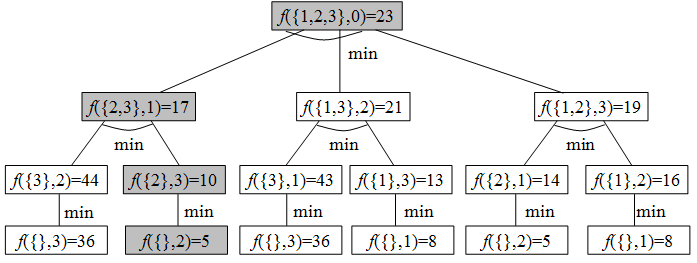 f({1,2,3},0)=23
min
f({2,3},1)=17 f({1,3},2)=21 f({1,2},3)=19
min min min
f({3},2)=44 f({2},3)=10 f({3},1)=43 f({1},3)=13 f({2},1)=14 f({1},2)=16
min min min min min min
f({},3)=36 f({},2)=5 f({},3)=36 f({},1)=8 f({},2)=5 f({},1)=8